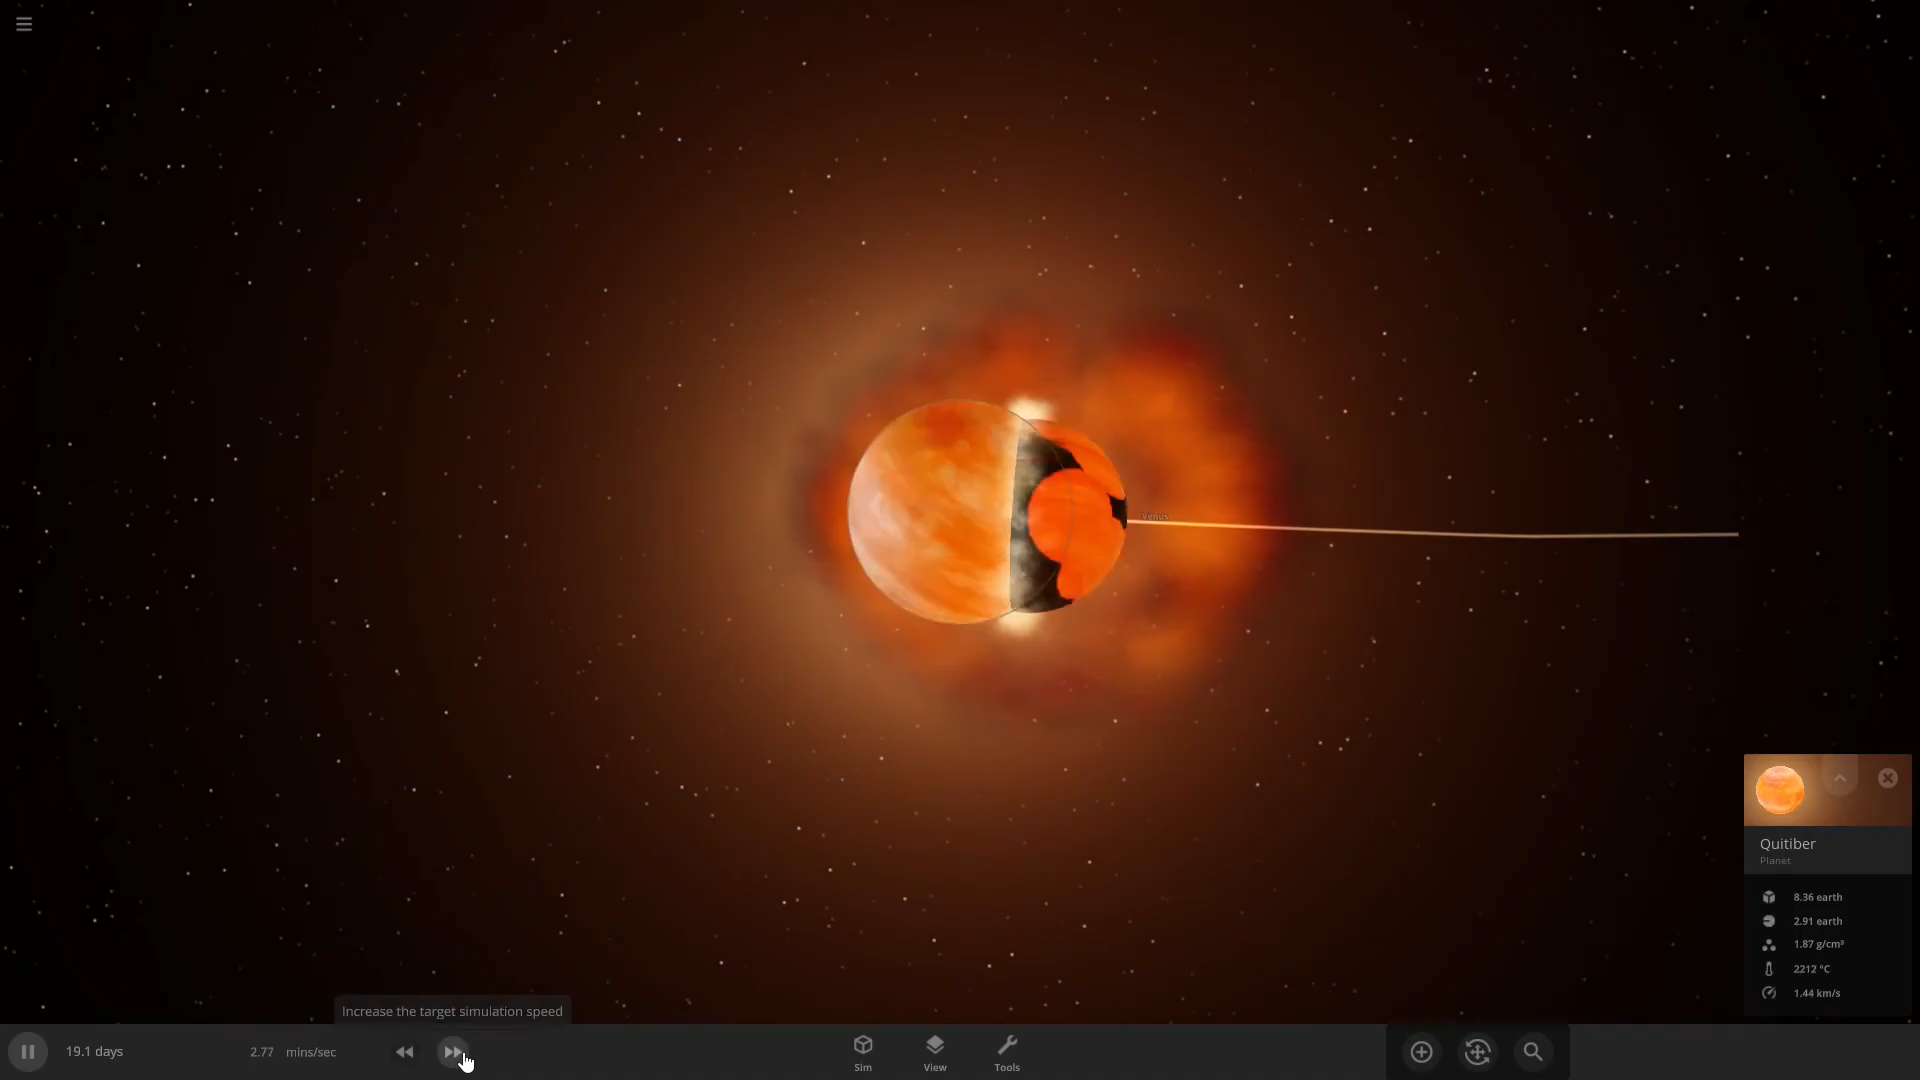 Venus
Quitiber
Planet
8.36 earth
2.91 earth
1.87 g/cm³
2212 °C
1.44 km/s
Increase the target simulation speed
19.1 days
2.77 mins/sec
Sim
View
Tools